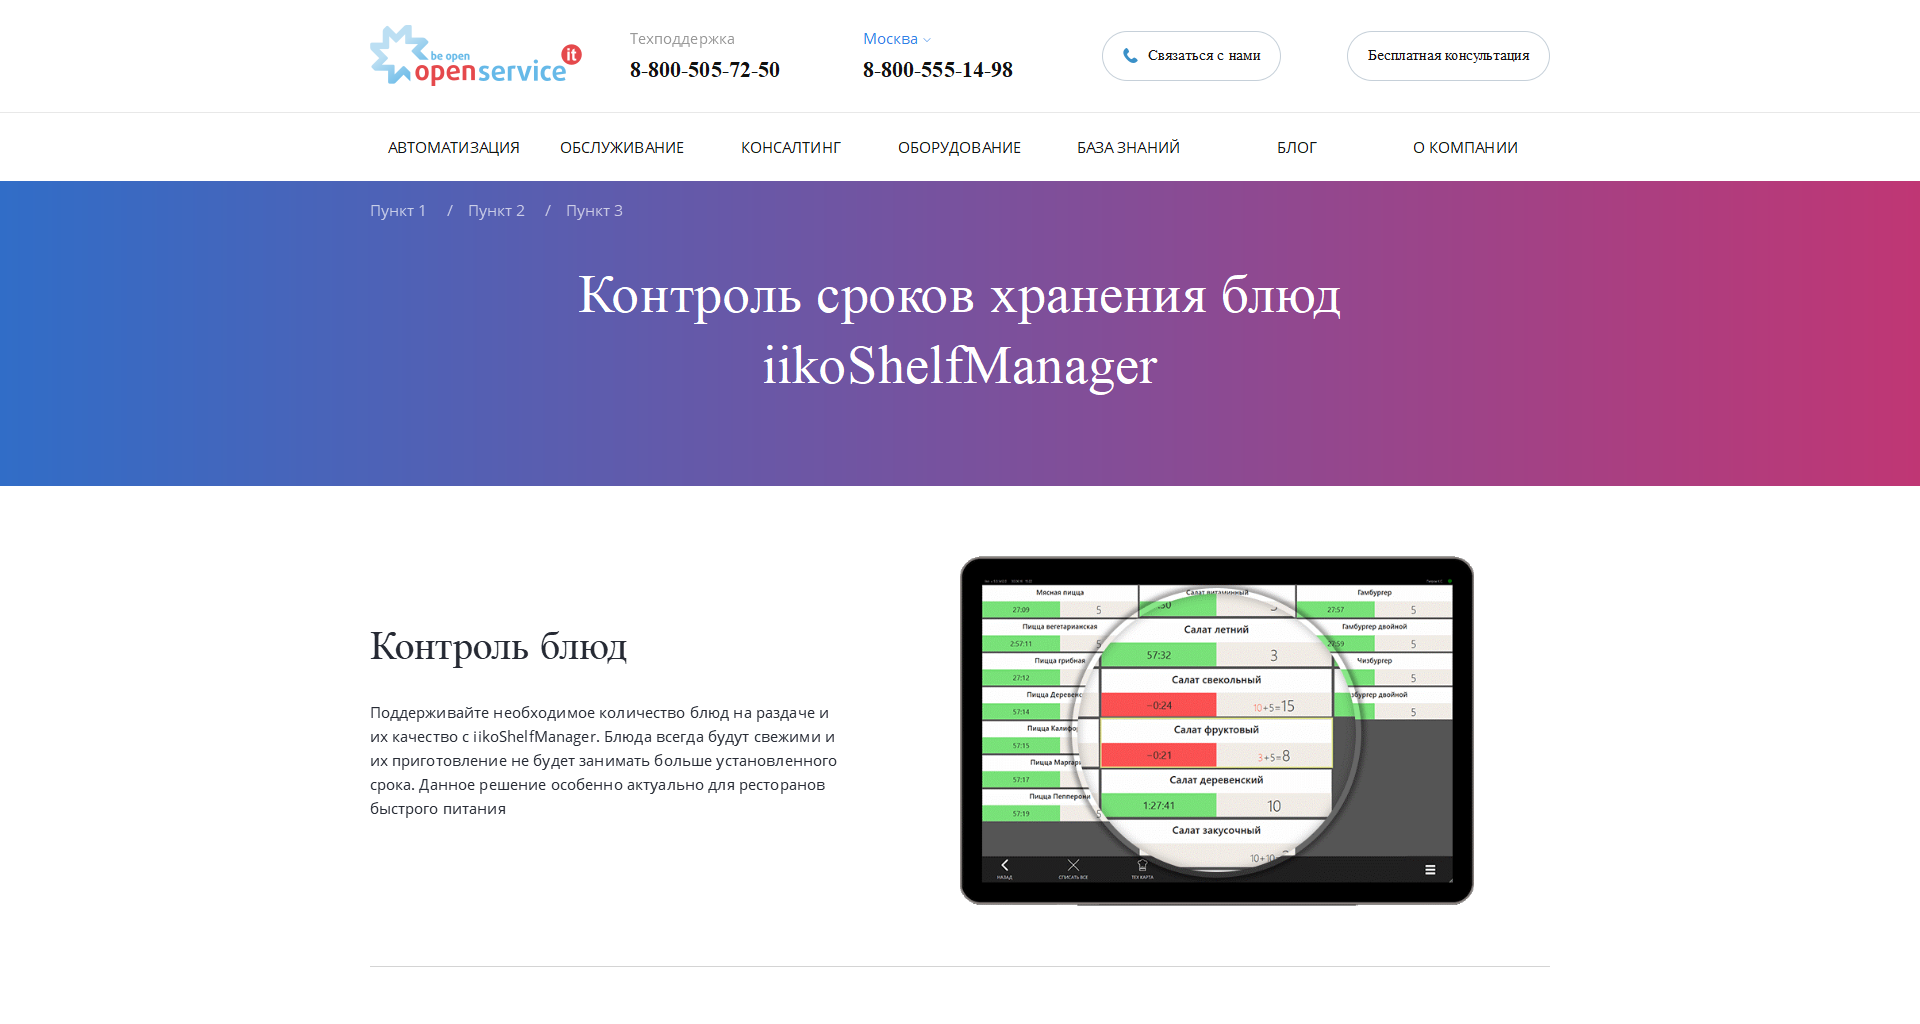 be open
openservice it
Техподдержка
8-800-505-72-50
Москва
8-800-555-14-98
Связаться с нами
Бесплатная консультация
АВТОМАТИЗАЦИЯ
ОБСЛУЖИВАНИЕ
КОНСАЛТИНГ
ОБОРУДОВАНИЕ
БАЗА ЗНАНИЙ
БЛОГ
О КОМПАНИИ
Пункт 1 / Пункт 2 / Пункт 3
Контроль сроков хранения блюд
iikoShelfManager
Контроль блюд
Поддерживайте необходимое количество блюд на раздаче и
их качество с iikoShelfManager. Блюда всегда будут свежими и
их приготовление не будет занимать больше установленного
срока. Данное решение особенно актуально для ресторанов
быстрого питания
Мясная пицца
27:09 5
Пицца вегетарианская
2:57:11 5
Пицца грибная
27:12
Пицца
57:14
Пицца
57:15
Пицца
57:17
Пицца Пепперони
57:19 5
Салат витаминный
Салат летний
57:32 3
Салат свекольный
−0:24 10+5=15
Салат фруктовый
−0:21 3+5=8
Салат деревенский
1:27:41 10
Салат закусочный
10+10=
Гамбургер
27:57 5
Гамбургер двойной
27:59 5
Чизбургер
5
двойной
5
НАЗАД
СПИСАТЬ ВСЕ
ТЕХ КАРТА